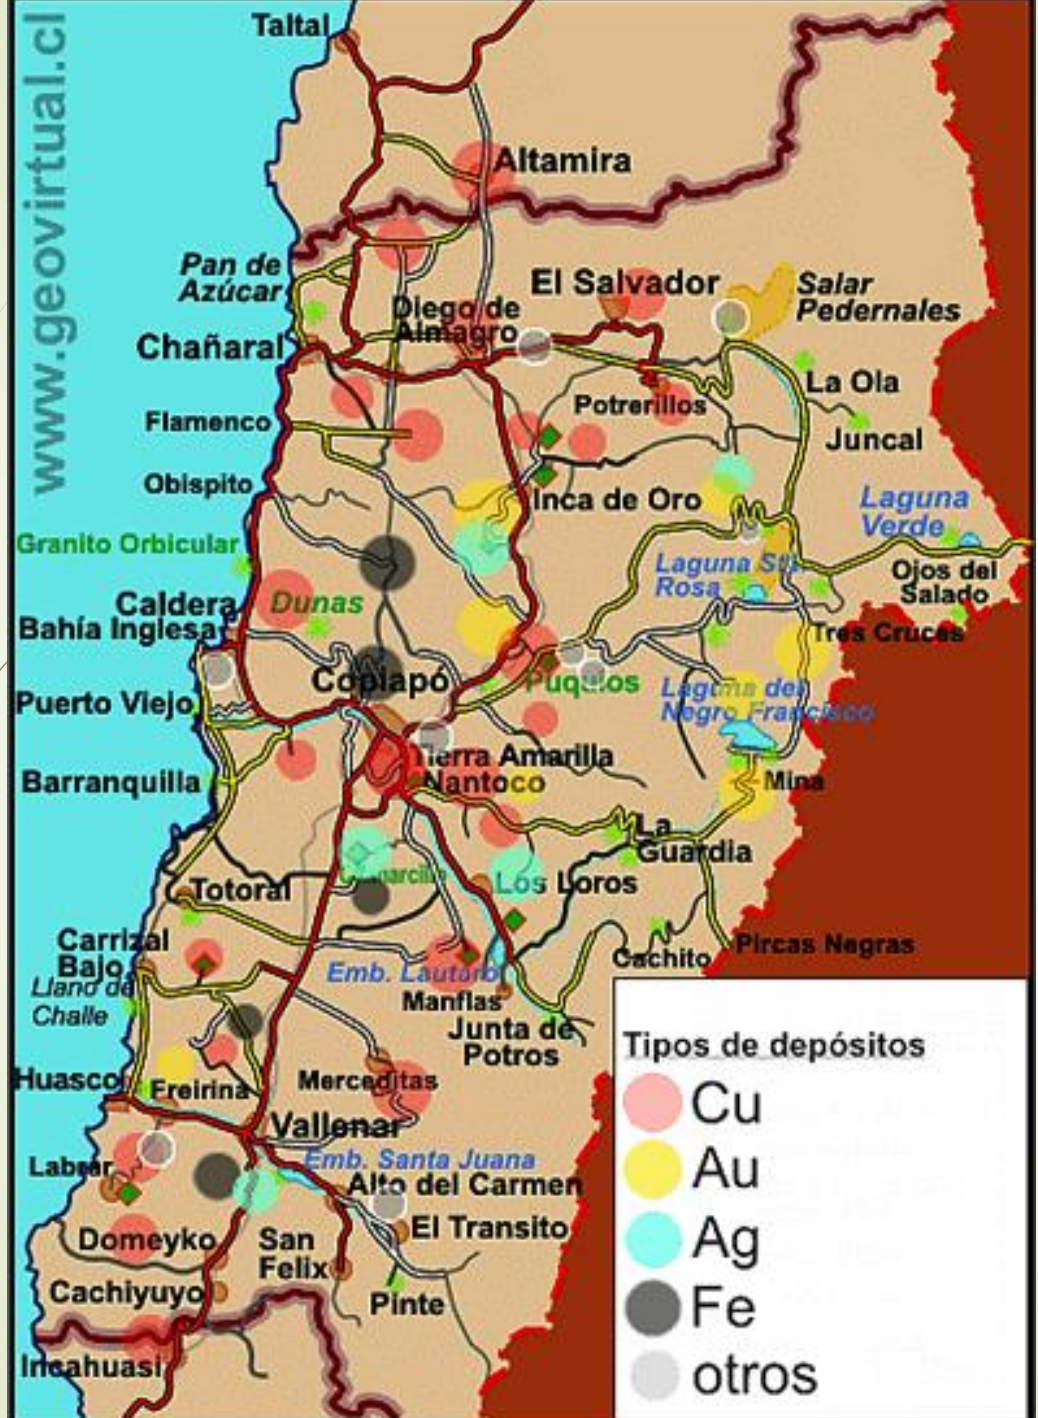 www.geovirtual.cl
Taltal
Altamira
Pan de
Azúcar
El Salvador
Salar
Pedernales
Diego de
Almagro
Chañaral
La Ola
Potrerillos
Flamenco
Juncal
Obispito
Inca de Oro
Laguna
Verde
Granito Orbicular
Laguna Sta.
Rosa
Ojos del
Salado
Caldera
Dunas
Bahía Inglesa
Tres Cruces
Copiapó
Puquios
Puerto Viejo
Laguna del
Negro Francisco
Tierra Amarilla
Barranquilla
Nantoco
Mina
La
Guardia
Totoral
Los Loros
Carrizal
Bajo
Pircas Negras
Cachito
Llano de
Challe
Emb. Lautaro
Manflas
Junta de
Potros
Huasco
Freirina
Merceditas
Vallenar
Labrar
Emb. Santa Juana
Alto del Carmen
Domeyko
San
Felix
El Transito
Cachiyuyo
Pinte
Incahuasi
Tipos de depósitos
Cu
Au
Ag
Fe
otros